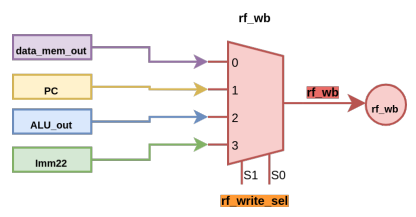 rf_wb
data_mem_out
0
PC
1
rf_wb
rf_wb
ALU_out
2
3
Imm22
S1 S0
rf_write_sel